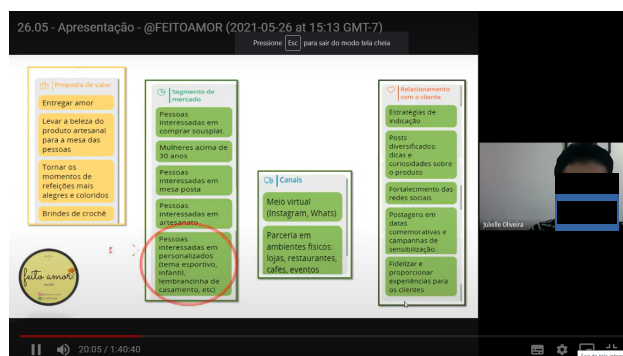 26.05 - Apresentação - @FEITOAMOR (2021-05-26 at 15:13 GMT-7)
Pressione Esc para sair do modo tela cheia
Proposta de valor
Entregar amor
Levar a beleza do
produto artesanal
para a mesa das
pessoas
Tornar os
momentos de
refeições mais
alegres e coloridos
Brindes de crochê
Segmento de
mercado
Pessoas
interessadas em
comprar sousplat.
Mulheres acima de
30 anos
Pessoas
interessadas em
mesa posta
Pessoas
interessadas em
artesanato
Pessoas
interessadas em
personalizados
(tema esportivo,
infantil,
lembrancinha de
casamento, etc)
Canais
Meio virtual
(Instagram, Whats)
Parceria em
ambientes físicos:
lojas, restaurantes,
cafés, eventos
Relacionamento
com o cliente
Estratégias de
indicação
Posts
diversificados:
dicas e
curiosidades sobre
o produto
Fortalecimento das
redes sociais
Postagens em
datas
comemorativas e
campanhas de
sensibilização.
Fidelizar e
proporcionar
experiências para
os clientes
feito amor
Julielle Oliveira
20:05 / 1:40:40